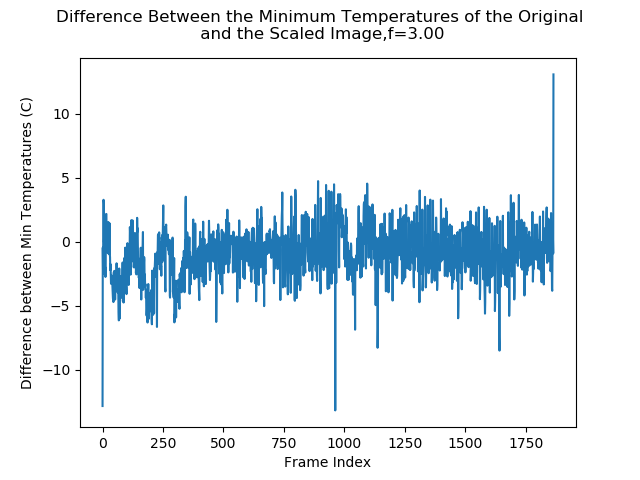 Difference Between the Minimum Temperatures of the Original
and the Scaled Image,f=3.00
Difference between Min Temperatures (C)
10
5
0
−5
−10
0 250 500 750 1000 1250 1500 1750
Frame Index